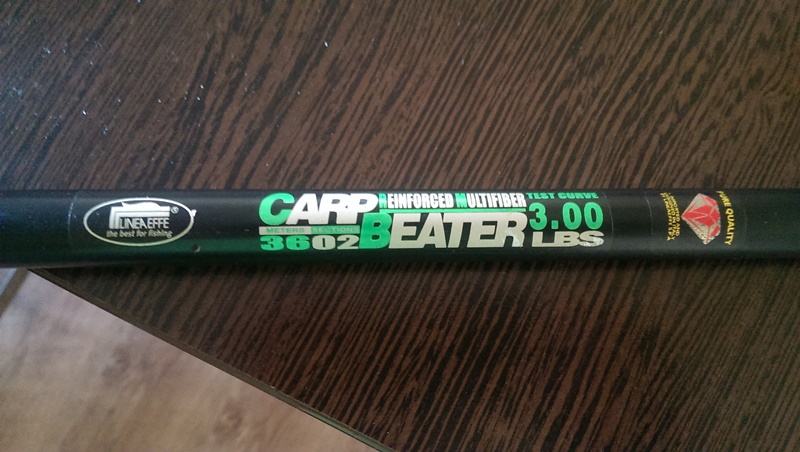 LINEAEFFE®
the best for fishing
CARP REINFORCED MULTIFIBER TEST CURVE
BEATER 3.00 LBS
METERS SECTIONS
36 02
PURE QUALITY